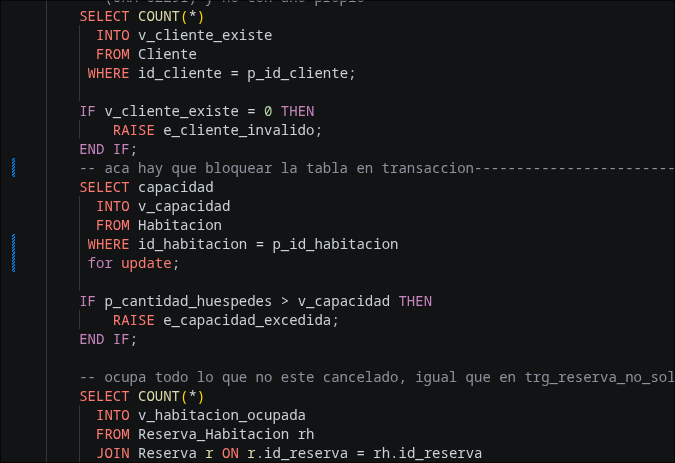 SELECT COUNT(*)
INTO v_cliente_existe
FROM Cliente
WHERE id_cliente = p_id_cliente;
IF v_cliente_existe = 0 THEN
RAISE e_cliente_invalido;
END IF;
-- aca hay que bloquear la tabla en transaccion------------------------
SELECT capacidad
INTO v_capacidad
FROM Habitacion
WHERE id_habitacion = p_id_habitacion
for update;
IF p_cantidad_huespedes > v_capacidad THEN
RAISE e_capacidad_excedida;
END IF;
-- ocupa todo lo que no este cancelado, igual que en trg_reserva_no_sol
SELECT COUNT(*)
INTO v_habitacion_ocupada
FROM Reserva_Habitacion rh
JOIN Reserva r ON r.id_reserva = rh.id_reserva